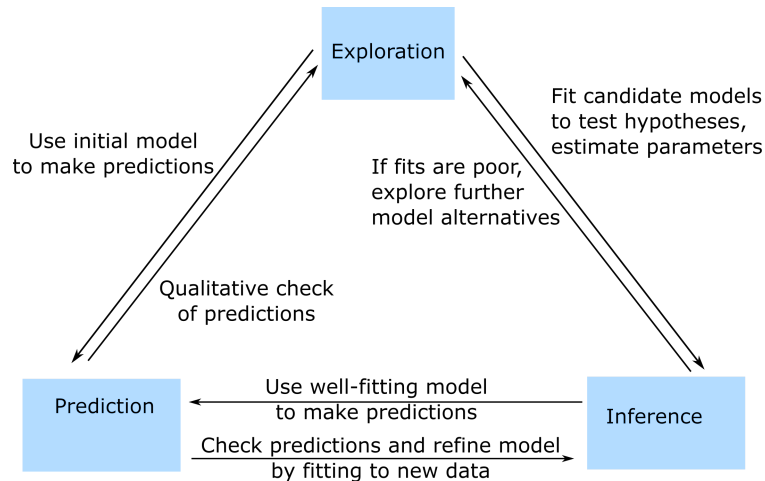 Exploration
Fit candidate models
to test hypotheses,
estimate parameters
Use initial model
to make predictions
If fits are poor,
explore further
model alternatives
Qualitative check
of predictions
Prediction
Use well-fitting model
to make predictions
Inference
Check predictions and refine model
by fitting to new data